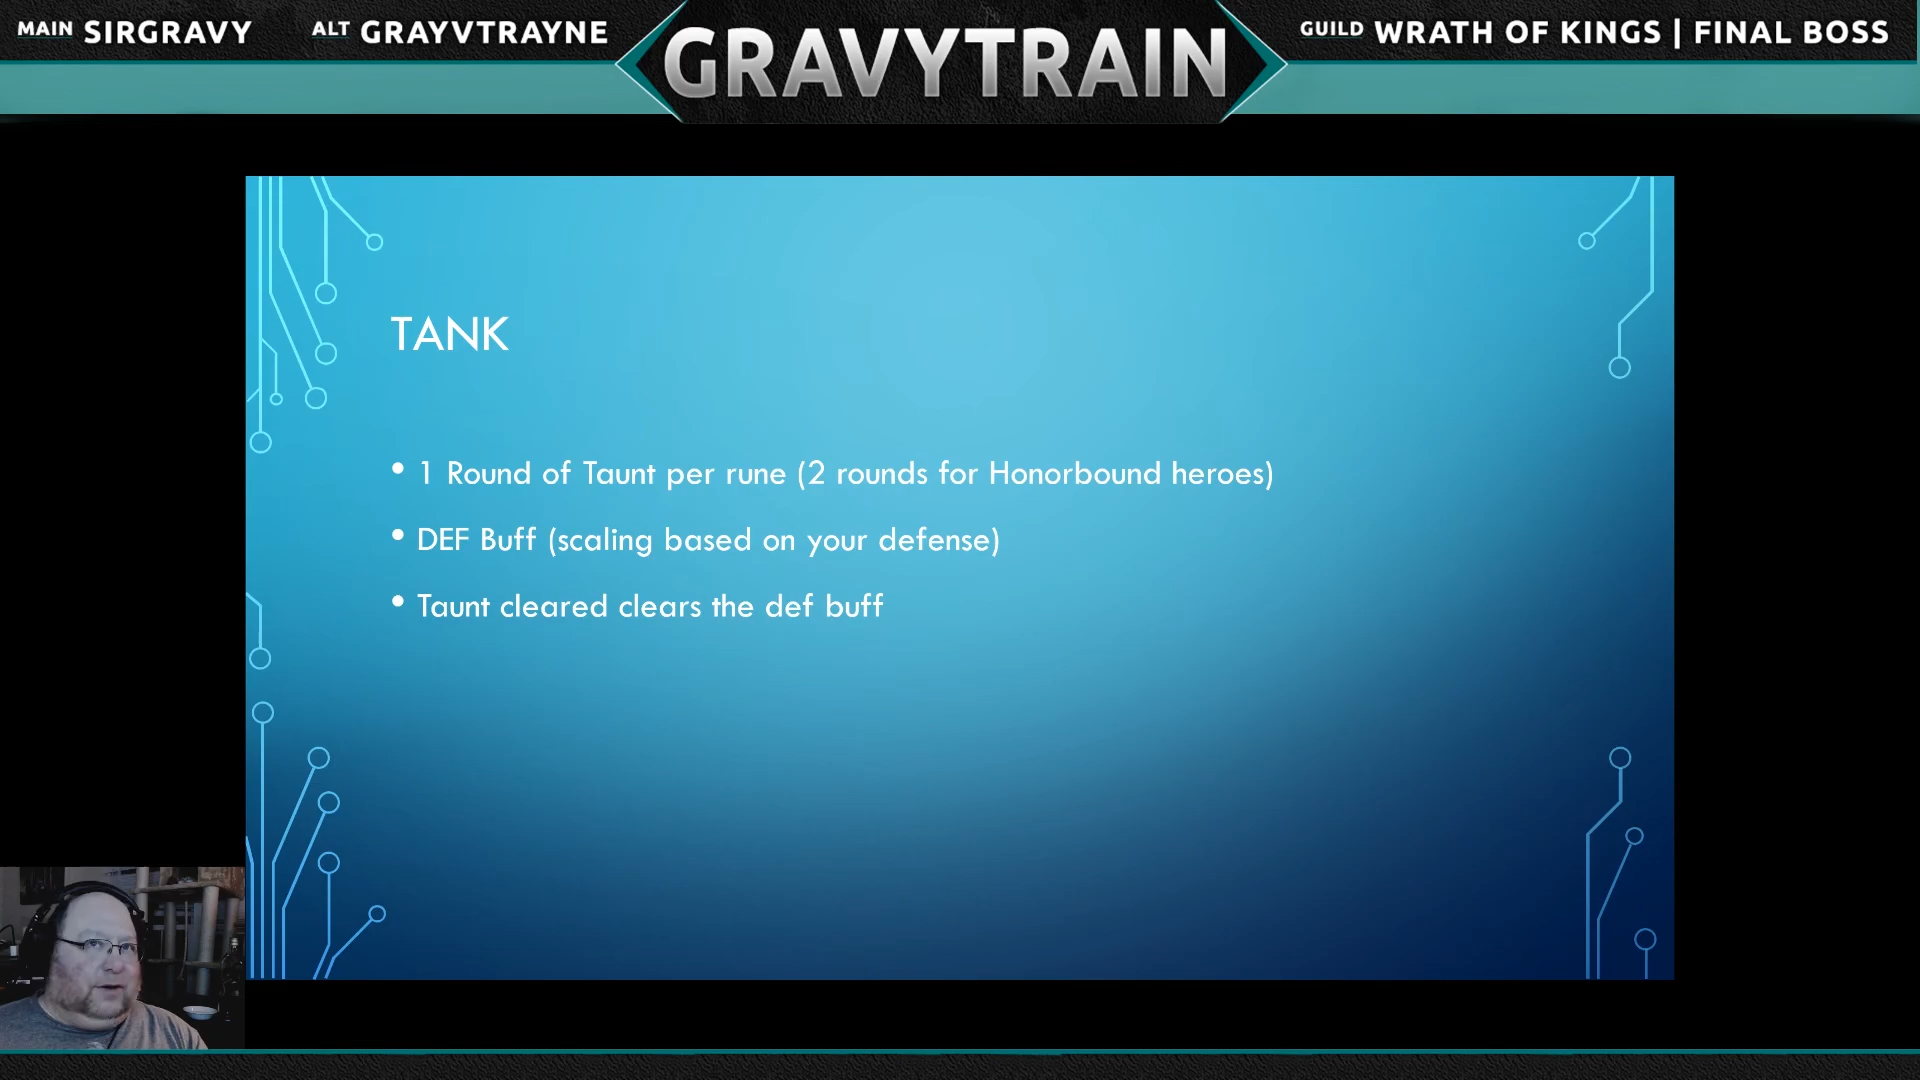 MAIN SIRGRAVY ALT GRAYVTRAYNE GRAVYTRAIN GUILD WRATH OF KINGS | FINAL BOSS
TANK
• 1 Round of Taunt per rune (2 rounds for Honorbound heroes)
• DEF Buff (scaling based on your defense)
• Taunt cleared clears the def buff